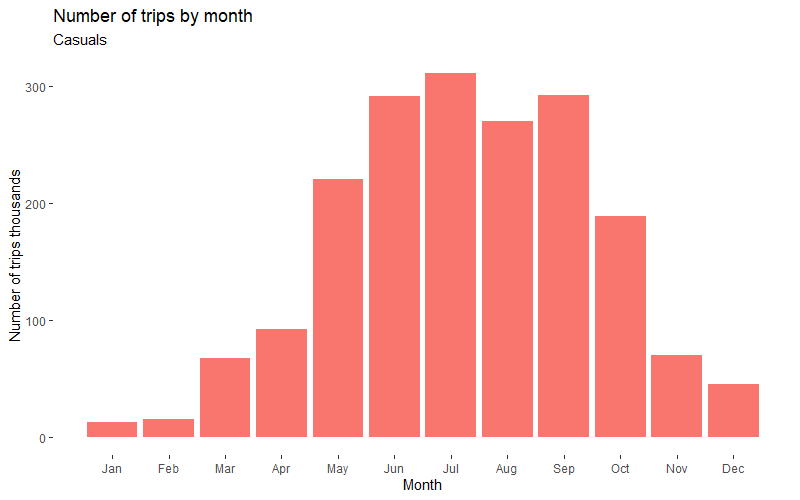 Number of trips by month
Casuals
Number of trips thousands
300
200
100
0
Jan Feb Mar Apr May Jun Jul Aug Sep Oct Nov Dec
Month